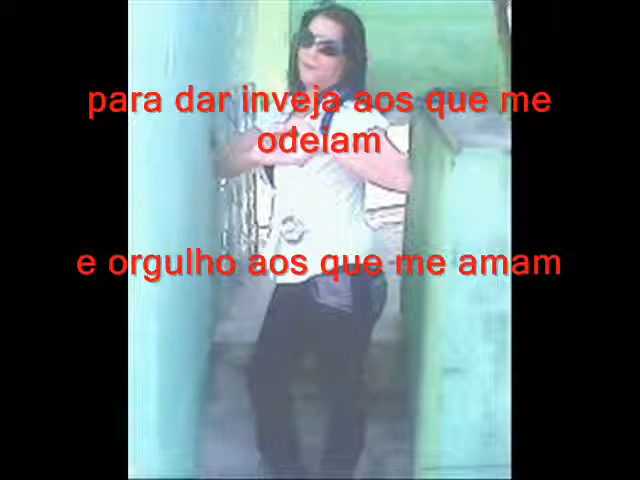 para dar inveja aos que me
odeiam
e orgulho aos que me amam